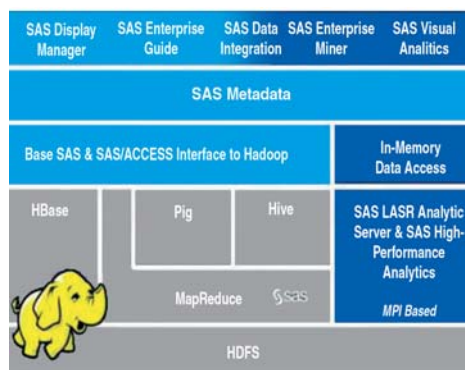 SAS Display
Manager
SAS Enterprise
Guide
SAS Data
Integration
SAS Enterprise
Miner
SAS Visual
Analitics
SAS Metadata
Base SAS & SAS/ACCESS Interface to Hadoop
In-Memory
Data Access
HBase
Pig
Hive
SAS LASR Analytic
Server & SAS High-
Performance
Analytics
MapReduce
sas
MPI Based
HDFS